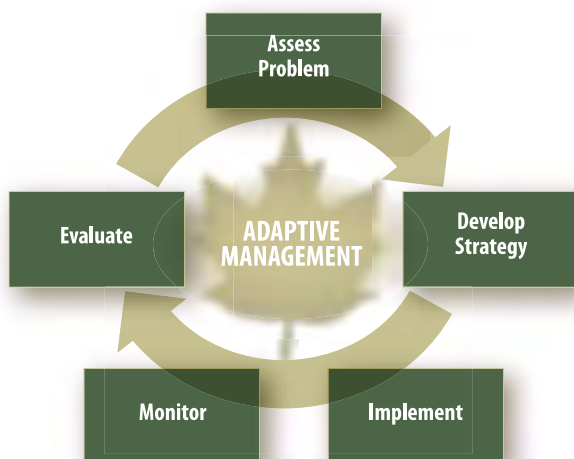 Assess
Problem
Develop
Strategy
Implement
Monitor
Evaluate
ADAPTIVE
MANAGEMENT